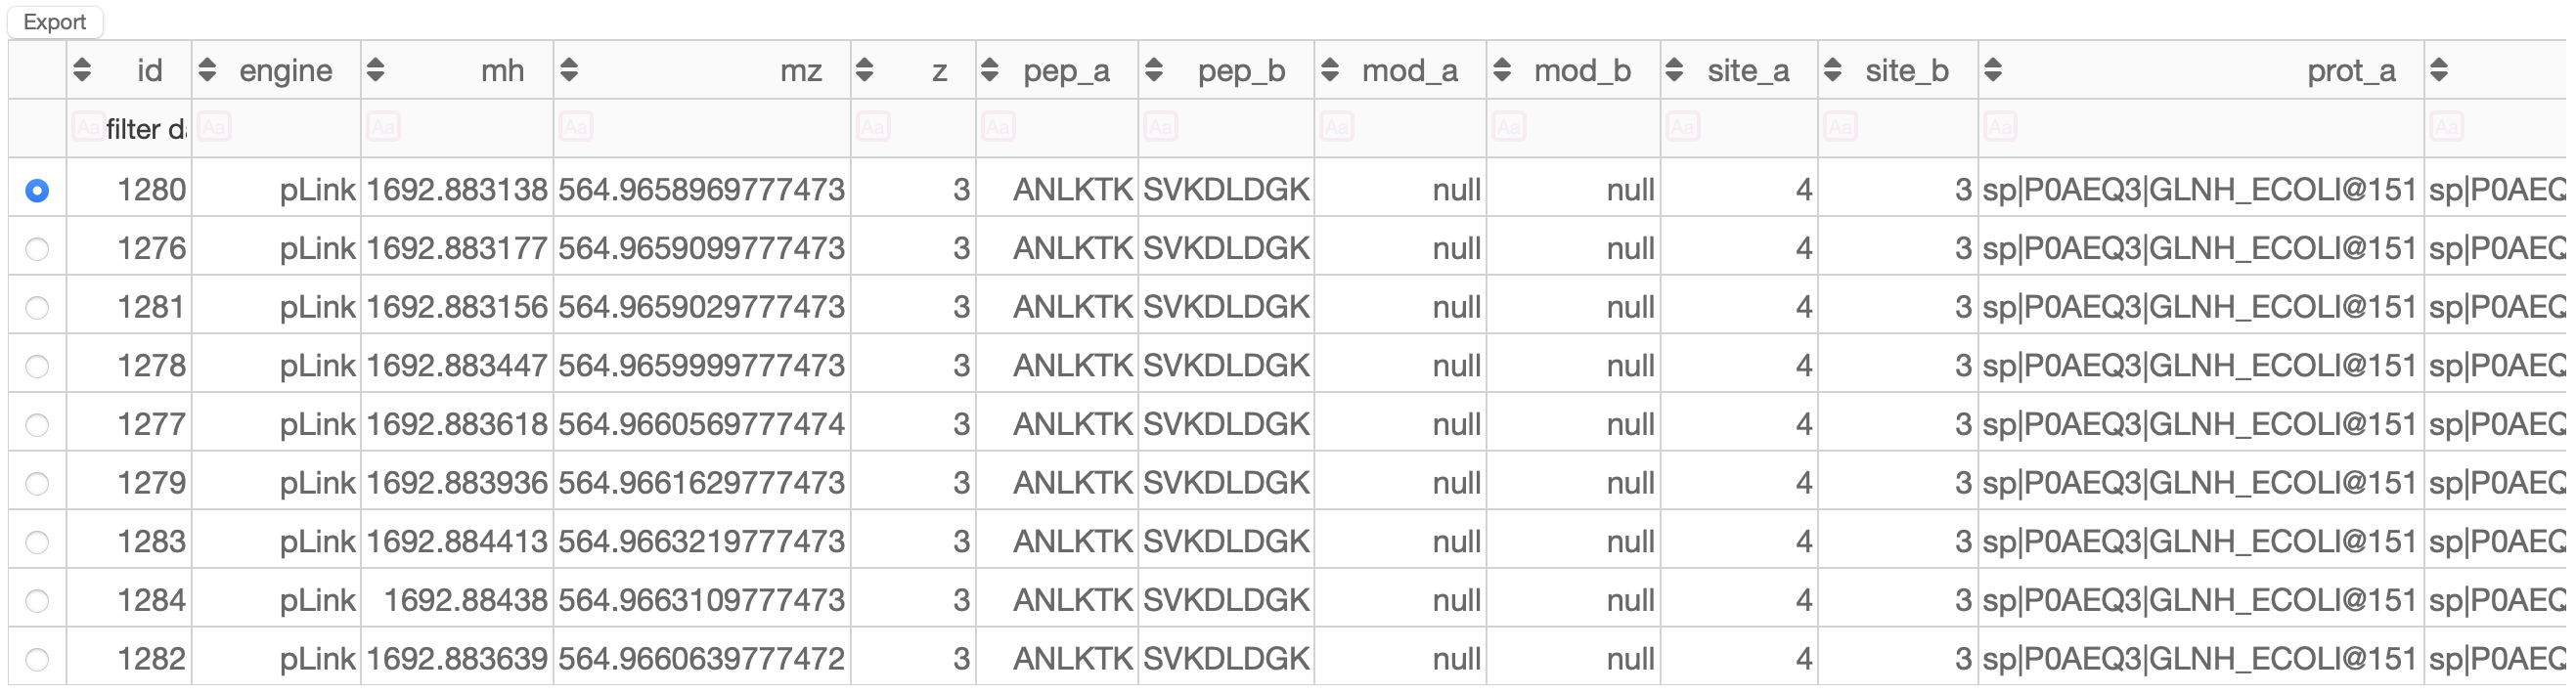 Export
id engine mh mz z pep_a pep_b mod_a mod_b site_a site_b prot_a
Aa filter da Aa Aa Aa Aa Aa Aa Aa Aa Aa Aa Aa Aa
1280 pLink 1692.883138 564.9658969777473 3 ANLKTK SVKDLDGK null null 4 3 sp|P0AEQ3|GLNH_ECOLI@151 sp|P0AEQ
1276 pLink 1692.883177 564.9659099777473 3 ANLKTK SVKDLDGK null null 4 3 sp|P0AEQ3|GLNH_ECOLI@151 sp|P0AEQ
1281 pLink 1692.883156 564.9659029777473 3 ANLKTK SVKDLDGK null null 4 3 sp|P0AEQ3|GLNH_ECOLI@151 sp|P0AEQ
1278 pLink 1692.883447 564.9659999777473 3 ANLKTK SVKDLDGK null null 4 3 sp|P0AEQ3|GLNH_ECOLI@151 sp|P0AEQ
1277 pLink 1692.883618 564.9660569777474 3 ANLKTK SVKDLDGK null null 4 3 sp|P0AEQ3|GLNH_ECOLI@151 sp|P0AEQ
1279 pLink 1692.883936 564.9661629777473 3 ANLKTK SVKDLDGK null null 4 3 sp|P0AEQ3|GLNH_ECOLI@151 sp|P0AEQ
1283 pLink 1692.884413 564.9663219777473 3 ANLKTK SVKDLDGK null null 4 3 sp|P0AEQ3|GLNH_ECOLI@151 sp|P0AEQ
1284 pLink 1692.88438 564.9663109777473 3 ANLKTK SVKDLDGK null null 4 3 sp|P0AEQ3|GLNH_ECOLI@151 sp|P0AEQ
1282 pLink 1692.883639 564.9660639777472 3 ANLKTK SVKDLDGK null null 4 3 sp|P0AEQ3|GLNH_ECOLI@151 sp|P0AEQ